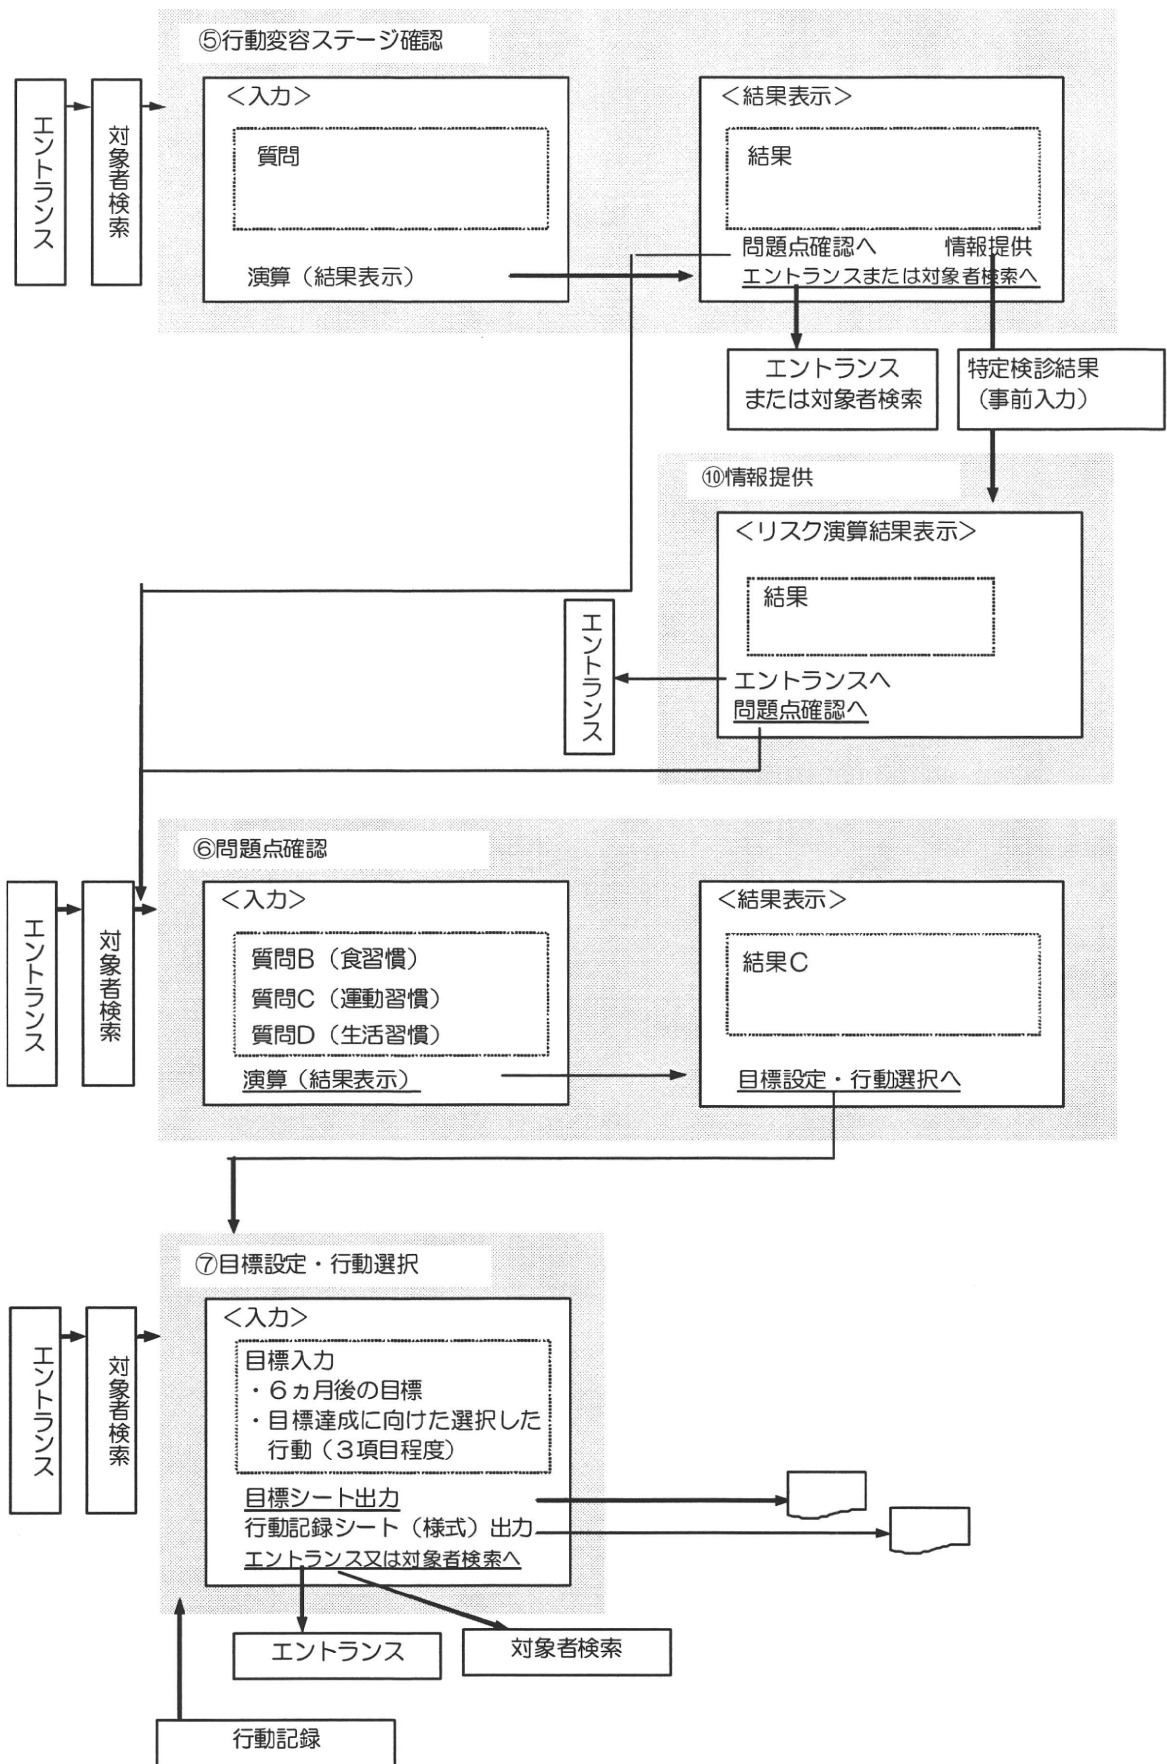 ⑤行動変容ステージ確認
エントランス
対象者検索
＜入力＞
質問
演算（結果表示）
＜結果表示＞
結果
問題点確認へ　情報提供
エントランスまたは対象者検索へ
エントランス
または対象者検索
特定検診結果
（事前入力）
⑩情報提供
＜リスク演算結果表示＞
結果
エントランスへ
問題点確認へ
エントランス
⑥問題点確認
エントランス
対象者検索
＜入力＞
質問B（食習慣）
質問C（運動習慣）
質問D（生活習慣）
演算（結果表示）
＜結果表示＞
結果C
目標設定・行動選択へ
⑦目標設定・行動選択
エントランス
対象者検索
＜入力＞
目標入力
・6ヵ月後の目標
・目標達成に向けた選択した
行動（3項目程度）
目標シート出力
行動記録シート（様式）出力
エントランス又は対象者検索へ
エントランス
対象者検索
行動記録